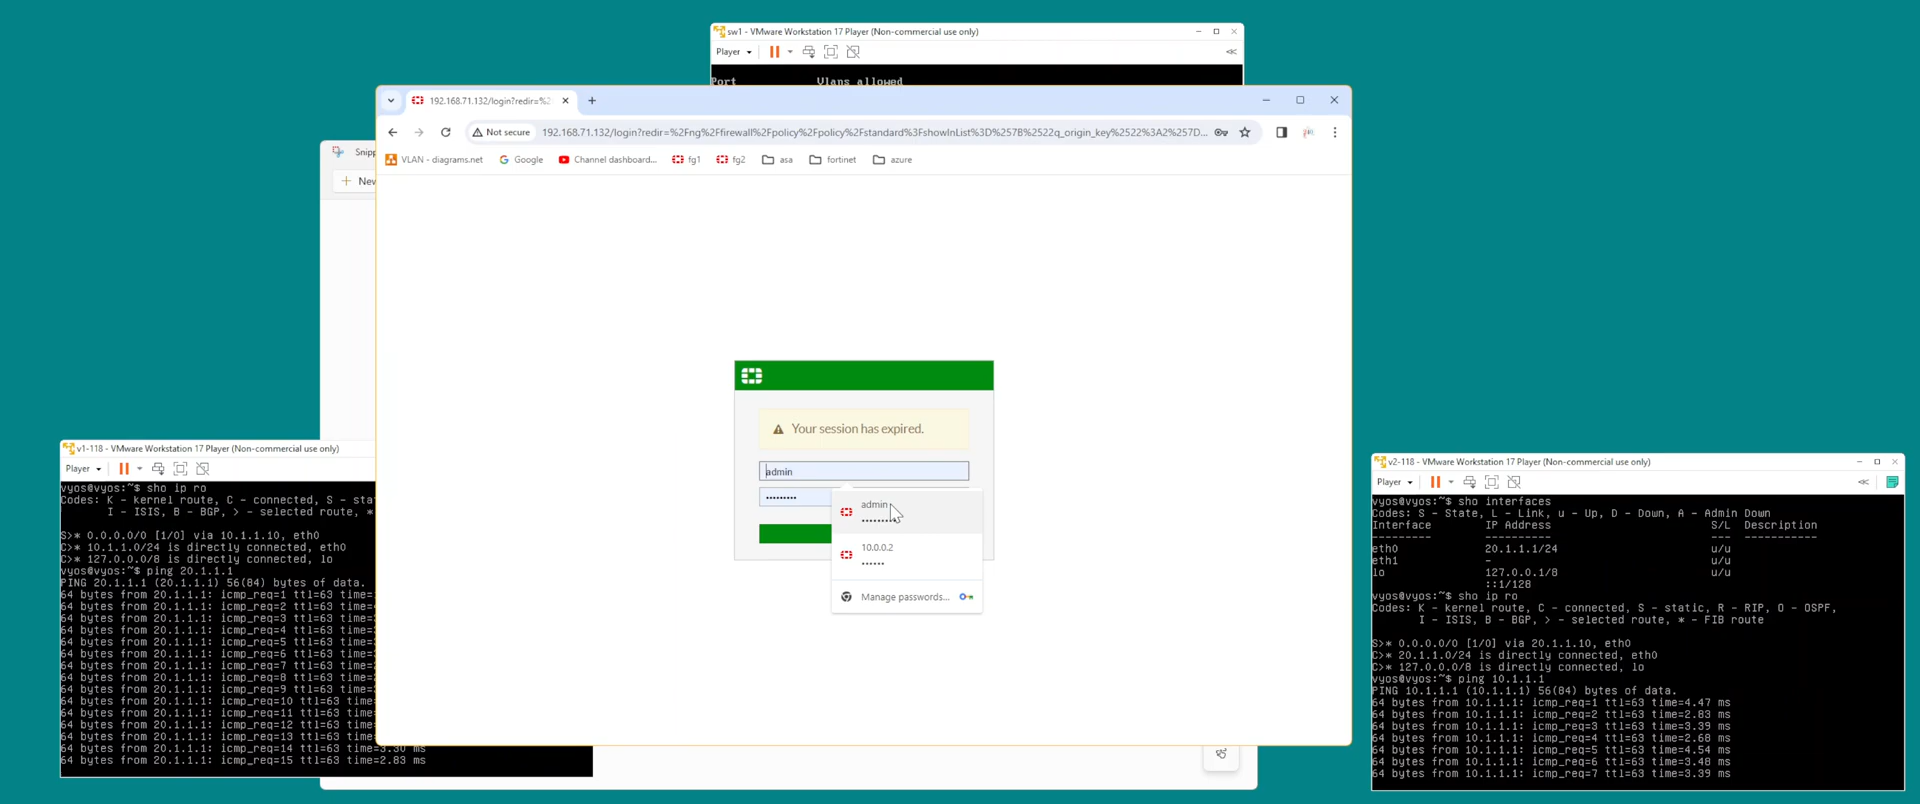 sw1 - VMware Workstation 17 Player (Non-commercial use only)
Player
Port Vlans allowed
192.168.71.132/login?redir=%2
Not secure 192.168.71.132/login?redir=%2Fng%2Ffirewall%2Fpolicy%2Fpolicy%2Fstandard%3FshowInList%3D%257B%2522q_origin_key%2522%3A2%257D...
VLAN - diagrams.net Google Channel dashboard... fg1 fg2 asa fortinet azure
Snipp
New
Your session has expired.
admin
•••••••••
admin
10.0.0.2
••••••
Manage passwords...
v1-118 - VMware Workstation 17 Player (Non-commercial use only)
Player
vyos@vyos:~$ sho ip ro
Codes: K - kernel route, C - connected, S - stat
I - ISIS, B - BGP, > - selected route, *
S>* 0.0.0.0/0 [1/0] via 10.1.1.10, eth0
C>* 10.1.1.0/24 is directly connected, eth0
C>* 127.0.0.0/8 is directly connected, lo
vyos@vyos:~$ ping 20.1.1.1
PING 20.1.1.1 (20.1.1.1) 56(84) bytes of data.
64 bytes from 20.1.1.1: icmp_req=1 ttl=63 time=
64 bytes from 20.1.1.1: icmp_req=2 ttl=63 time=
64 bytes from 20.1.1.1: icmp_req=3 ttl=63 time=
64 bytes from 20.1.1.1: icmp_req=4 ttl=63 time=
64 bytes from 20.1.1.1: icmp_req=5 ttl=63 time=
64 bytes from 20.1.1.1: icmp_req=6 ttl=63 time=
64 bytes from 20.1.1.1: icmp_req=7 ttl=63 time=
64 bytes from 20.1.1.1: icmp_req=8 ttl=63 time=
64 bytes from 20.1.1.1: icmp_req=9 ttl=63 time=
64 bytes from 20.1.1.1: icmp_req=10 ttl=63 time=
64 bytes from 20.1.1.1: icmp_req=11 ttl=63 time=
64 bytes from 20.1.1.1: icmp_req=12 ttl=63 time=
64 bytes from 20.1.1.1: icmp_req=13 ttl=63 time=
64 bytes from 20.1.1.1: icmp_req=14 ttl=63 time=3.30 ms
64 bytes from 20.1.1.1: icmp_req=15 ttl=63 time=2.83 ms
v2-118 - VMware Workstation 17 Player (Non-commercial use only)
Player
vyos@vyos:~$ sho interfaces
Codes: S - State, L - Link, u - Up, D - Down, A - Admin Down
Interface IP Address S/L Description
--------- ---------- --- -----------
eth0 20.1.1.1/24 u/u
eth1 - u/u
lo 127.0.0.1/8 u/u
::1/128
vyos@vyos:~$ sho ip ro
Codes: K - kernel route, C - connected, S - static, R - RIP, O - OSPF,
I - ISIS, B - BGP, > - selected route, * - FIB route
S>* 0.0.0.0/0 [1/0] via 20.1.1.10, eth0
C>* 20.1.1.0/24 is directly connected, eth0
C>* 127.0.0.0/8 is directly connected, lo
vyos@vyos:~$ ping 10.1.1.1
PING 10.1.1.1 (10.1.1.1) 56(84) bytes of data.
64 bytes from 10.1.1.1: icmp_req=1 ttl=63 time=4.47 ms
64 bytes from 10.1.1.1: icmp_req=2 ttl=63 time=2.83 ms
64 bytes from 10.1.1.1: icmp_req=3 ttl=63 time=3.39 ms
64 bytes from 10.1.1.1: icmp_req=4 ttl=63 time=2.68 ms
64 bytes from 10.1.1.1: icmp_req=5 ttl=63 time=4.54 ms
64 bytes from 10.1.1.1: icmp_req=6 ttl=63 time=3.48 ms
64 bytes from 10.1.1.1: icmp_req=7 ttl=63 time=3.39 ms